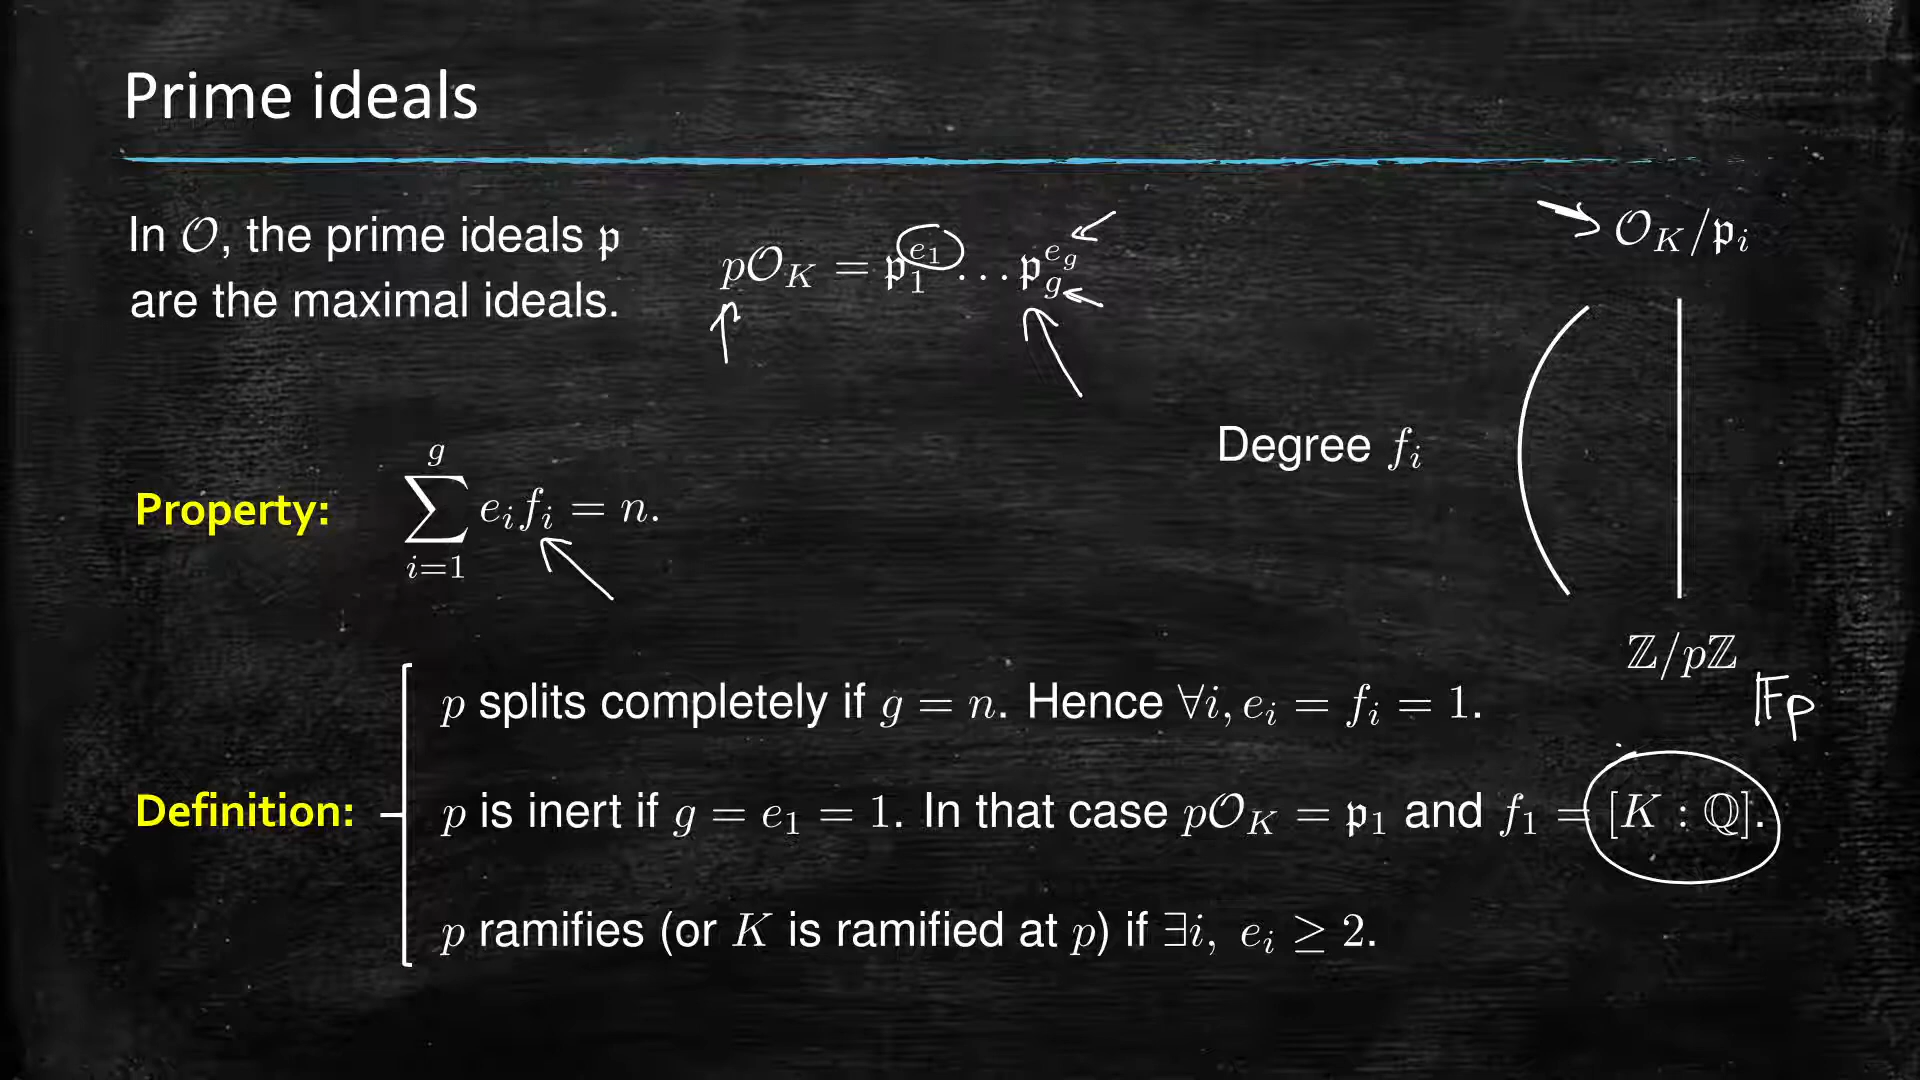 Prime ideals
In 𝒪, the prime ideals 𝔭
are the maximal ideals.
p𝒪_K = 𝔭_1^{e_1} … 𝔭_g^{e_g}
𝒪_K/𝔭_i
Degree f_i
ℤ/pℤ
𝔽p
Property: \sum_{i=1}^{g} e_i f_i = n.
Definition:
p splits completely if g = n. Hence ∀i, e_i = f_i = 1.
p is inert if g = e_1 = 1. In that case p𝒪_K = 𝔭_1 and f_1 = [K : ℚ].
p ramifies (or K is ramified at p) if ∃i, e_i ≥ 2.